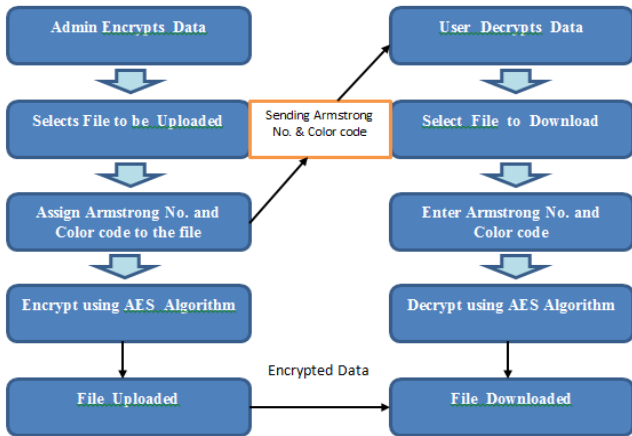 Admin Encrypts Data
User Decrypts Data
Selects File to be Uploaded
Sending Armstrong
No. & Color code
Select File to Download
Assign Armstrong No. and
Color code to the file
Enter Armstrong No. and
Color code
Encrypt using AES Algorithm
Decrypt using AES Algorithm
Encrypted Data
File Uploaded
File Downloaded